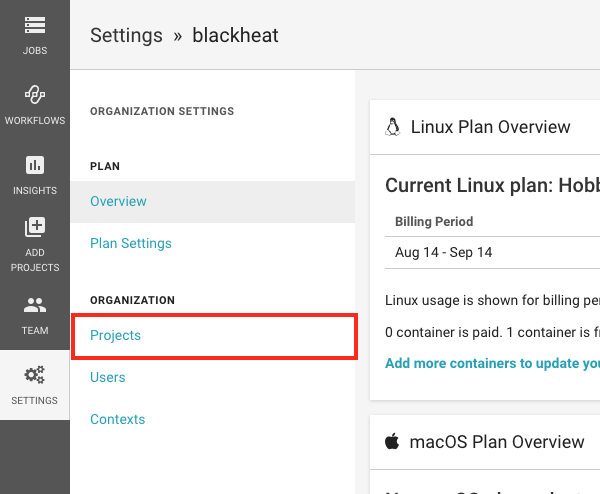 JOBS
WORKFLOWS
INSIGHTS
ADD
PROJECTS
TEAM
SETTINGS
Settings » blackheat
ORGANIZATION SETTINGS
PLAN
Overview
Plan Settings
ORGANIZATION
Projects
Users
Contexts
Linux Plan Overview
Current Linux plan: Hobb
Billing Period
Aug 14 - Sep 14
Linux usage is shown for billing pe
0 container is paid. 1 container is f
Add more containers to update you
macOS Plan Overview